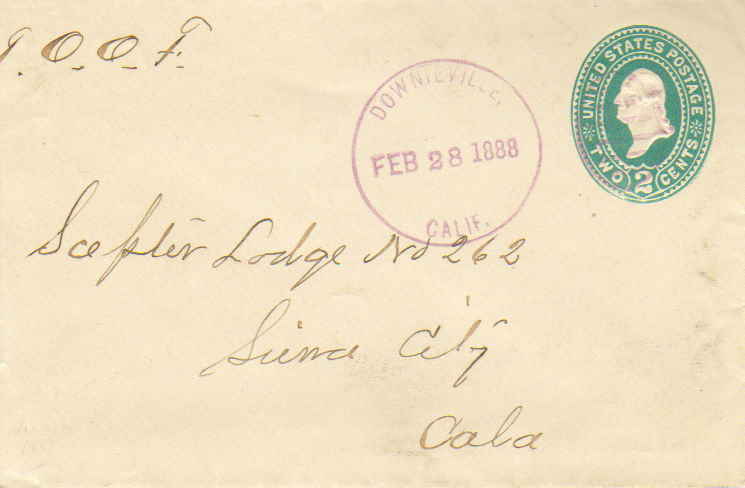 I.O.O.F.
DOWNIEVILLE,
FEB 28 1888
CALIF.
UNITED STATES POSTAGE
TWO 2 CENTS
Scepter Lodge No 262
Sierra City
Cala